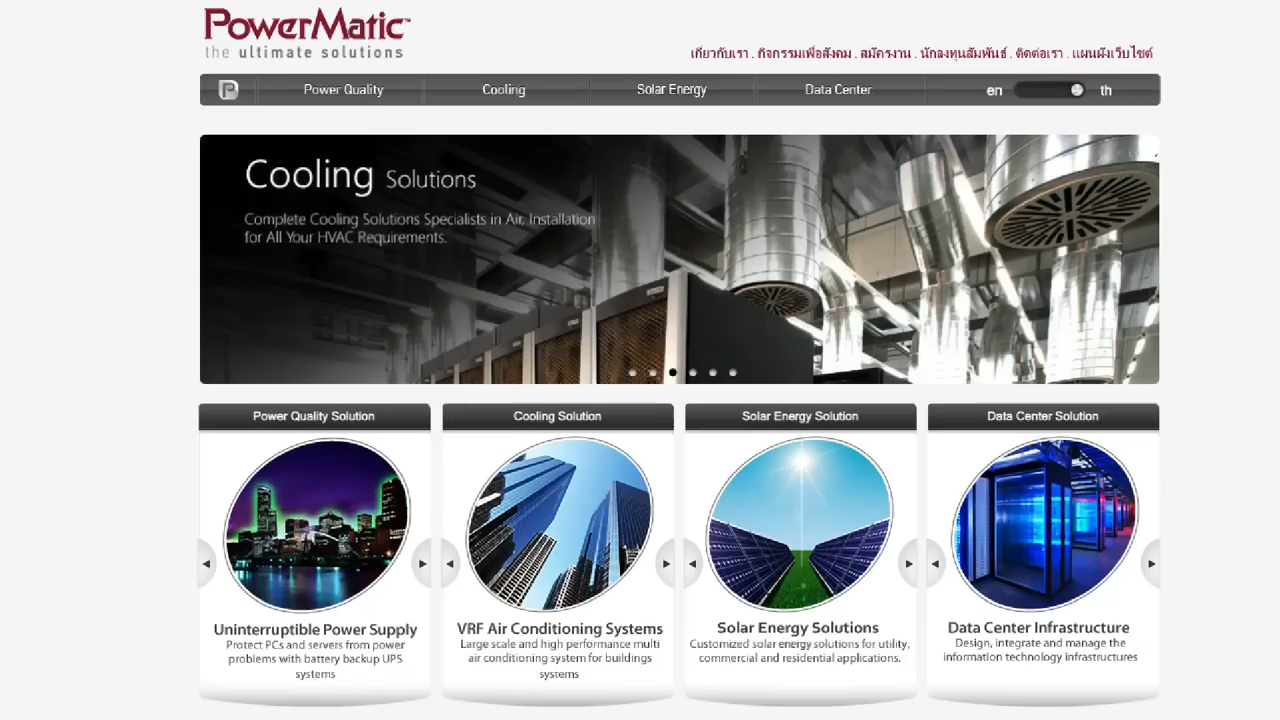 PowerMatic™
the ultimate solutions
เกี่ยวกับเรา . กิจกรรมเพื่อสังคม . สมัครงาน . นักลงทุนสัมพันธ์ . ติดต่อเรา . แผนผังเว็บไซต์
P Power Quality Cooling Solar Energy Data Center en th
Cooling Solutions
Complete Cooling Solutions Specialists in Air, Installation
for All Your HVAC Requirements.
Power Quality Solution
Uninterruptible Power Supply
Protect PCs and servers from power
problems with battery backup UPS
systems
Cooling Solution
VRF Air Conditioning Systems
Large scale and high performance multi
air conditioning system for buildings
systems
Solar Energy Solution
Solar Energy Solutions
Customized solar energy solutions for utility,
commercial and residential applications.
Data Center Solution
Data Center Infrastructure
Design, integrate and manage the
information technology infrastructures